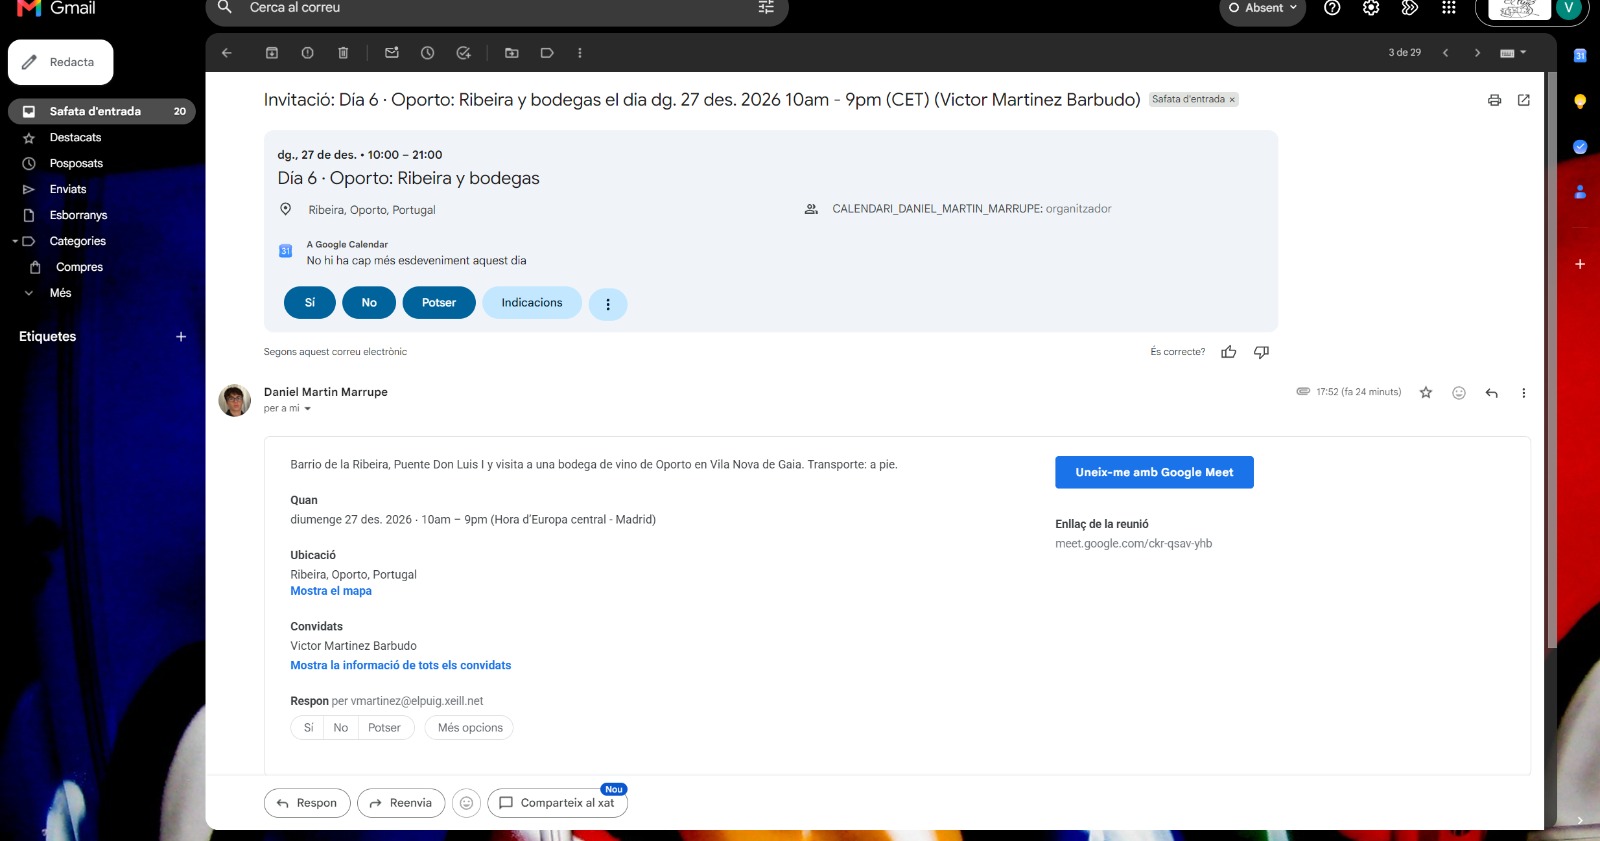 Gmail
Cerca al correu
Absent
V
Redacta
3 de 29
Safata d'entrada 20
Destacats
Posposats
Enviats
Esborranys
Categories
Compres
Més
Etiquetes
Invitació: Día 6 · Oporto: Ribeira y bodegas el dia dg. 27 des. 2026 10am - 9pm (CET) (Victor Martinez Barbudo) Safata d'entrada ×
dg., 27 de des. • 10:00 – 21:00
Día 6 · Oporto: Ribeira y bodegas
Ribeira, Oporto, Portugal
CALENDARI_DANIEL_MARTIN_MARRUPE: organitzador
31
A Google Calendar
No hi ha cap més esdeveniment aquest dia
Sí No Potser Indicacions
Segons aquest correu electrònic
És correcte?
Daniel Martin Marrupe
17:52 (fa 24 minuts)
per a mi
Barrio de la Ribeira, Puente Don Luis I y visita a una bodega de vino de Oporto en Vila Nova de Gaia. Transporte: a pie.
Uneix-me amb Google Meet
Quan
diumenge 27 des. 2026 · 10am – 9pm (Hora d'Europa central - Madrid)
Enllaç de la reunió
meet.google.com/ckr-qsav-yhb
Ubicació
Ribeira, Oporto, Portugal
Mostra el mapa
Convidats
Victor Martinez Barbudo
Mostra la informació de tots els convidats
Respon per vmartinez@elpuig.xeill.net
Sí No Potser Més opcions
Nou
Respon Reenvia Comparteix al xat
31